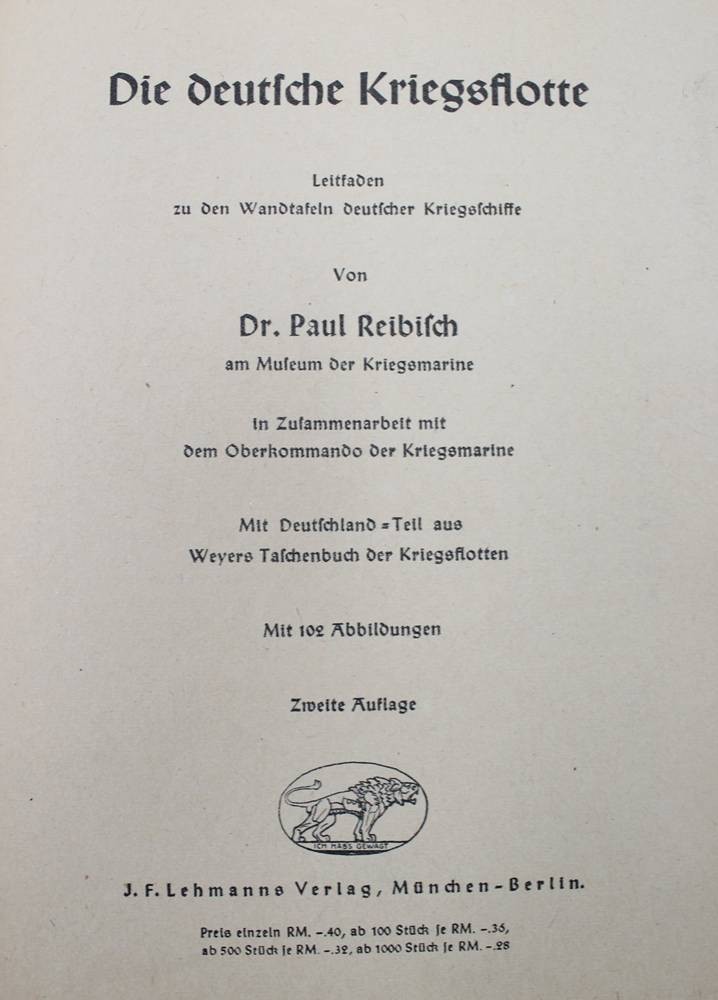 Die deutſche Kriegsflotte
Leitfaden
zu den Wandtafeln deutſcher Kriegsſchiffe
Von
Dr. Paul Reibiſch
am Muſeum der Kriegsmarine
in Zuſammenarbeit mit
dem Oberkommando der Kriegsmarine
Mit Deutſchland=Teil aus
Weyers Taſchenbuch der Kriegsflotten
Mit 102 Abbildungen
Zweite Auflage
ICH HABS GEWAGT
J. F. Lehmanns Verlag, München-Berlin.
Preis einzeln RM. -.40, ab 100 Stück je RM. -.36,
ab 500 Stück je RM. -.32, ab 1000 Stück je RM. -.28